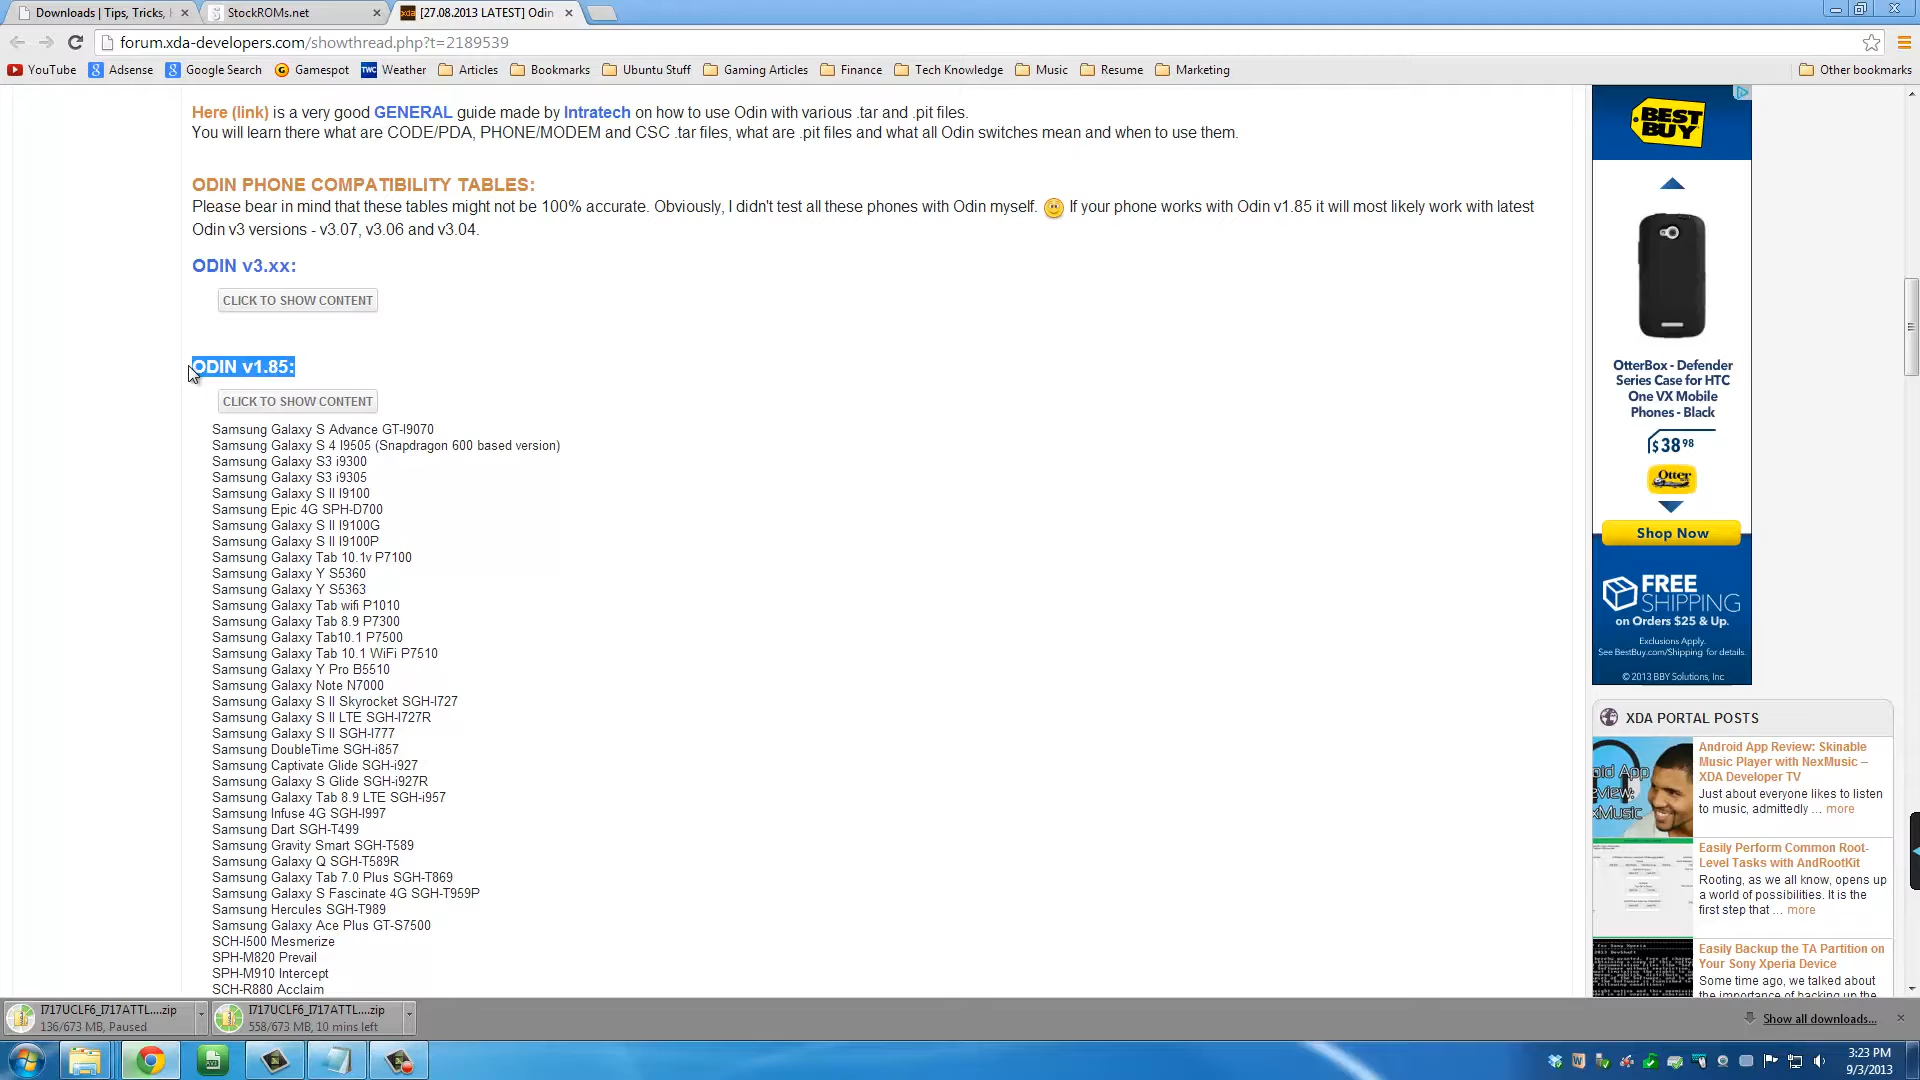 Downloads | Tips, Tricks,
StockROMs.net
[27.08.2013 LATEST] Odin
forum.xda-developers.com/showthread.php?t=2189539
YouTube
Adsense
Google Search
Gamespot
TWC Weather
Articles
Bookmarks
Ubuntu Stuff
Gaming Articles
Finance
Tech Knowledge
Music
Resume
Marketing
Other bookmarks
Here (link) is a very good GENERAL guide made by Intratech on how to use Odin with various .tar and .pit files.
You will learn there what are CODE/PDA, PHONE/MODEM and CSC .tar files, what are .pit files and what all Odin switches mean and when to use them.
ODIN PHONE COMPATIBILITY TABLES:
Please bear in mind that these tables might not be 100% accurate. Obviously, I didn't test all these phones with Odin myself. If your phone works with Odin v1.85 it will most likely work with latest
Odin v3 versions - v3.07, v3.06 and v3.04.
ODIN v3.xx:
CLICK TO SHOW CONTENT
ODIN v1.85:
CLICK TO SHOW CONTENT
Samsung Galaxy S Advance GT-I9070
Samsung Galaxy S 4 I9505 (Snapdragon 600 based version)
Samsung Galaxy S3 i9300
Samsung Galaxy S3 i9305
Samsung Galaxy S II I9100
Samsung Epic 4G SPH-D700
Samsung Galaxy S II I9100G
Samsung Galaxy S II I9100P
Samsung Galaxy Tab 10.1v P7100
Samsung Galaxy Y S5360
Samsung Galaxy Y S5363
Samsung Galaxy Tab wifi P1010
Samsung Galaxy Tab 8.9 P7300
Samsung Galaxy Tab10.1 P7500
Samsung Galaxy Tab 10.1 WiFi P7510
Samsung Galaxy Y Pro B5510
Samsung Galaxy Note N7000
Samsung Galaxy S II Skyrocket SGH-I727
Samsung Galaxy S II LTE SGH-I727R
Samsung Galaxy S II SGH-I777
Samsung DoubleTime SGH-i857
Samsung Captivate Glide SGH-i927
Samsung Galaxy S Glide SGH-i927R
Samsung Galaxy Tab 8.9 LTE SGH-i957
Samsung Infuse 4G SGH-I997
Samsung Dart SGH-T499
Samsung Gravity Smart SGH-T589
Samsung Galaxy Q SGH-T589R
Samsung Galaxy Tab 7.0 Plus SGH-T869
Samsung Galaxy S Fascinate 4G SGH-T959P
Samsung Hercules SGH-T989
Samsung Galaxy Ace Plus GT-S7500
SCH-I500 Mesmerize
SPH-M820 Prevail
SPH-M910 Intercept
SCH-R880 Acclaim
BEST BUY
OtterBox - Defender
Series Case for HTC
One VX Mobile
Phones - Black
$38 98
Otter
Shop Now
FREE
SHIPPING
on Orders $25 & Up.
Exclusions Apply.
See BestBuy.com/Shipping for details.
© 2013 BBY Solutions, Inc
XDA PORTAL POSTS
Android App Review: Skinable
Music Player with NexMusic –
XDA Developer TV
Just about everyone likes to listen
to music, admittedly ... more
Easily Perform Common Root-
Level Tasks with AndRootKit
Rooting, as we all know, opens up
a world of possibilities. It is the
first step that ... more
Easily Backup the TA Partition on
Your Sony Xperia Device
Some time ago, we talked about
the importance of backing up the
I717UCLF6_I717ATTL....zip
136/673 MB, Paused
I717UCLF6_I717ATTL....zip
558/673 MB, 10 mins left
Show all downloads...
3:23 PM
9/3/2013